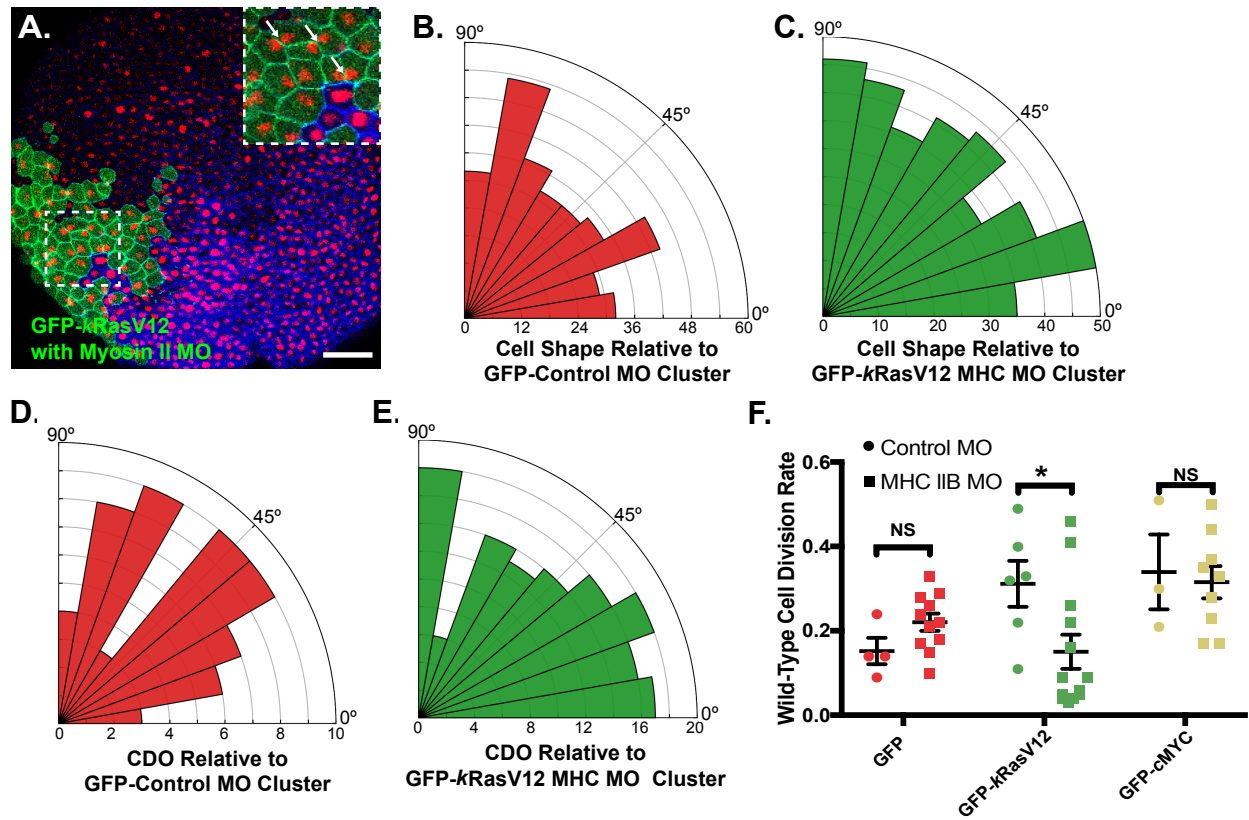 A.
GFP-kRasV12
with Myosin II MO
B.
90º
45º
0º
0 12 24 36 48 60
Cell Shape Relative to
GFP-Control MO Cluster
C.
90º
45º
0º
0 10 20 30 40 50
Cell Shape Relative to
GFP-kRasV12 MHC MO Cluster
D.
90º
45º
0º
0 2 4 6 8 10
CDO Relative to
GFP-Control MO Cluster
E.
90º
45º
0º
0 4 8 12 16 20
CDO Relative to
GFP-kRasV12 MHC MO Cluster
F.
Control MO
MHC IIB MO
Wild-Type Cell Division Rate
0.6
0.4
0.2
0.0
NS
*
NS
GFP
GFP-kRasV12
GFP-cMYC